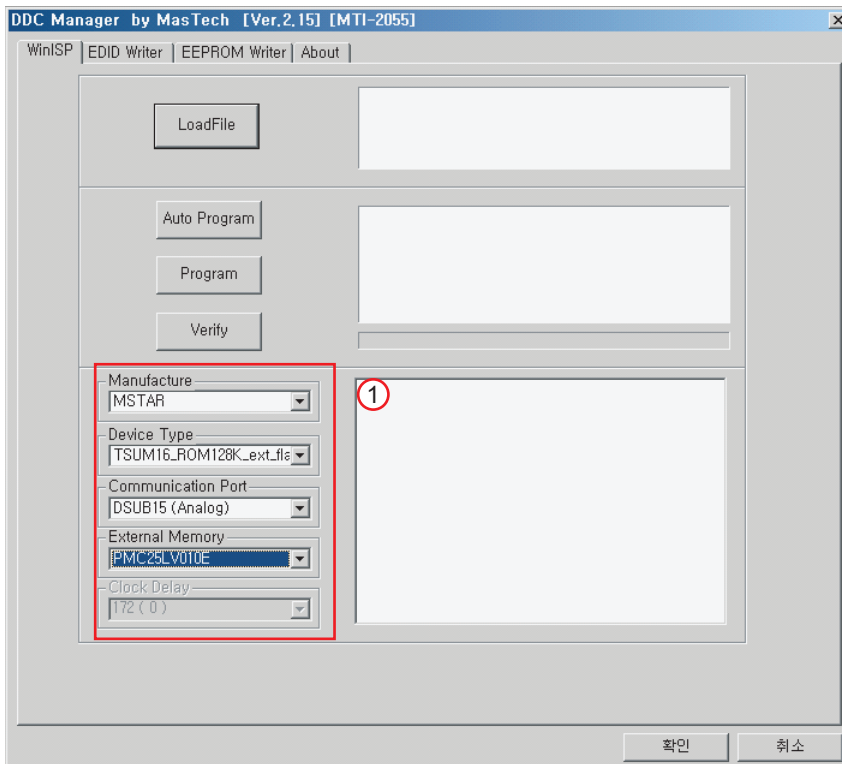 DDC Manager by MasTech [Ver,2,15] [MTI-2055]
WinISP EDID Writer EEPROM Writer About
LoadFile
Auto Program
Program
Verify
Manufacture
MSTAR
①
Device Type
TSUM16_ROM128K_ext_fla
Communication Port
DSUB15 (Analog)
External Memory
PMC25LV010E
Clock Delay
172 ( 0 )
확인 취소